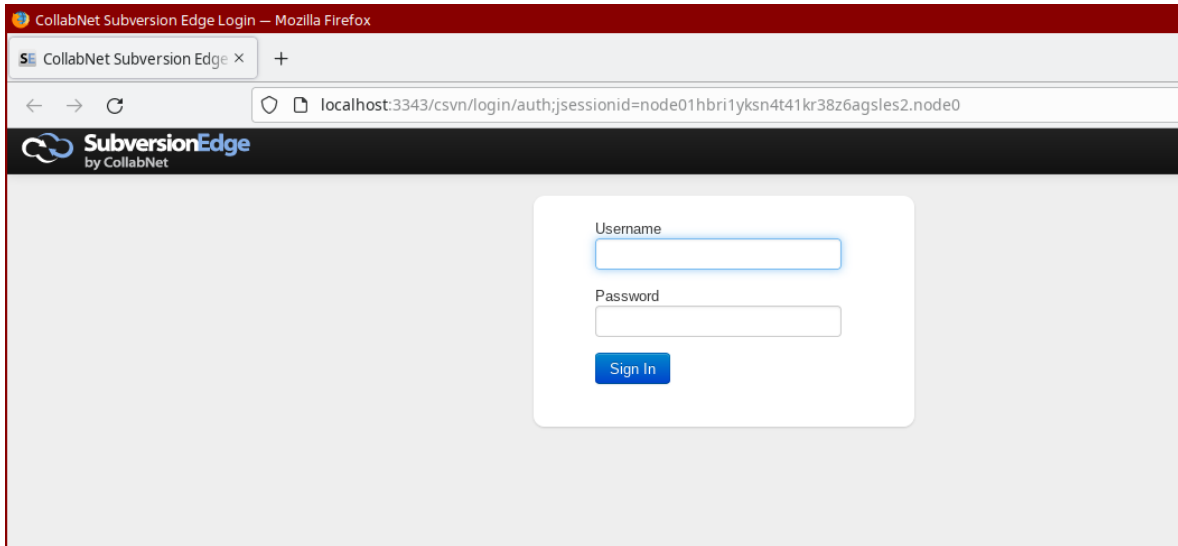 CollabNet Subversion Edge Login — Mozilla Firefox
SE CollabNet Subversion Edge
localhost:3343/csvn/login/auth;jsessionid=node01hbri1yksn4t41kr38z6agsles2.node0
SubversionEdge
by CollabNet
Username
Password
Sign In